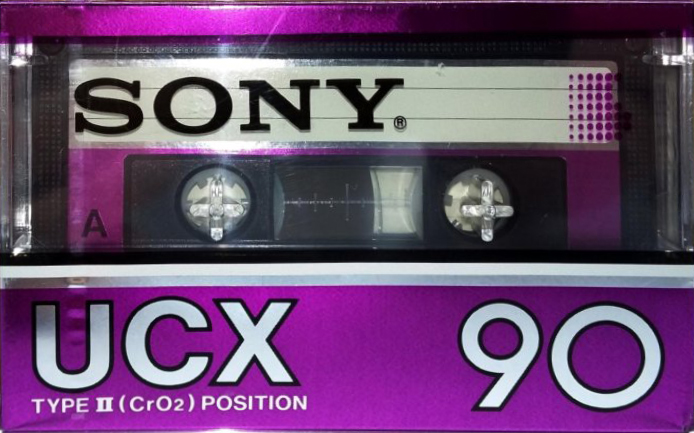 SONY®
A
UCX 90
TYPE II (CrO2) POSITION